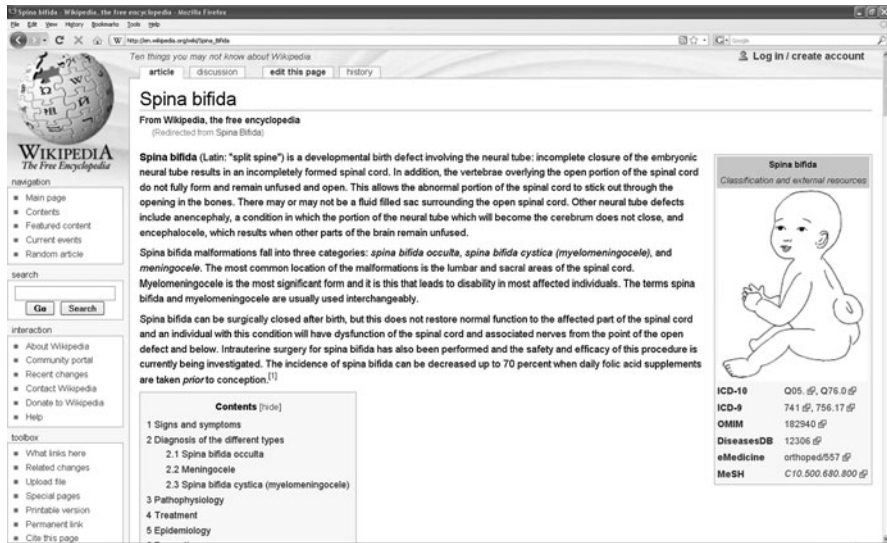 Spina bifida - Wikipedia, the free encyclopedia - Mozilla Firefox
File Edit View History Bookmarks Tools Help
http://en.wikipedia.org/wiki/Spina_Bifida
Google
Ten things you may not know about Wikipedia
Log in / create account
article discussion edit this page history
WIKIPEDIA
The Free Encyclopedia
navigation
Main page
Contents
Featured content
Current events
Random article
search
Go Search
interaction
About Wikipedia
Community portal
Recent changes
Contact Wikipedia
Donate to Wikipedia
Help
toolbox
What links here
Related changes
Upload file
Special pages
Printable version
Permanent link
Cite this page
Spina bifida
From Wikipedia, the free encyclopedia
(Redirected from Spina Bifida)
Spina bifida (Latin: "split spine") is a developmental birth defect involving the neural tube: incomplete closure of the embryonic
neural tube results in an incompletely formed spinal cord. In addition, the vertebrae overlying the open portion of the spinal cord
do not fully form and remain unfused and open. This allows the abnormal portion of the spinal cord to stick out through the
opening in the bones. There may or may not be a fluid filled sac surrounding the open spinal cord. Other neural tube defects
include anencephaly, a condition in which the portion of the neural tube which will become the cerebrum does not close, and
encephalocele, which results when other parts of the brain remain unfused.
Spina bifida malformations fall into three categories: spina bifida occulta, spina bifida cystica (myelomeningocele), and
meningocele. The most common location of the malformations is the lumbar and sacral areas of the spinal cord.
Myelomeningocele is the most significant form and it is this that leads to disability in most affected individuals. The terms spina
bifida and myelomeningocele are usually used interchangeably.
Spina bifida can be surgically closed after birth, but this does not restore normal function to the affected part of the spinal cord
and an individual with this condition will have dysfunction of the spinal cord and associated nerves from the point of the open
defect and below. Intrauterine surgery for spina bifida has also been performed and the safety and efficacy of this procedure is
currently being investigated. The incidence of spina bifida can be decreased up to 70 percent when daily folic acid supplements
are taken prior to conception.[1]
Contents [hide]
1 Signs and symptoms
2 Diagnosis of the different types
2.1 Spina bifida occulta
2.2 Meningocele
2.3 Spina bifida cystica (myelomeningocele)
3 Pathophysiology
4 Treatment
5 Epidemiology
Spina bifida
Classification and external resources
ICD-10 Q05., Q76.0
ICD-9 741, 756.17
OMIM 182940
DiseasesDB 12306
eMedicine orthoped/557
MeSH C10.500.680.800